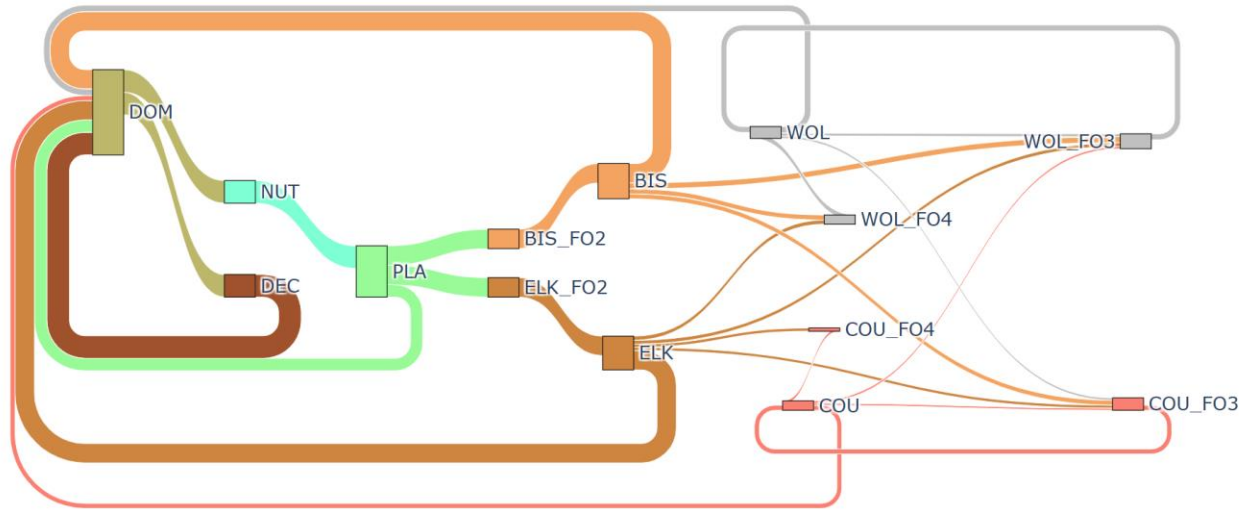 DOM
NUT
DEC
PLA
BIS_FO2
ELK_FO2
BIS
ELK
WOL
WOL_FO3
WOL_FO4
COU_FO4
COU
COU_FO3